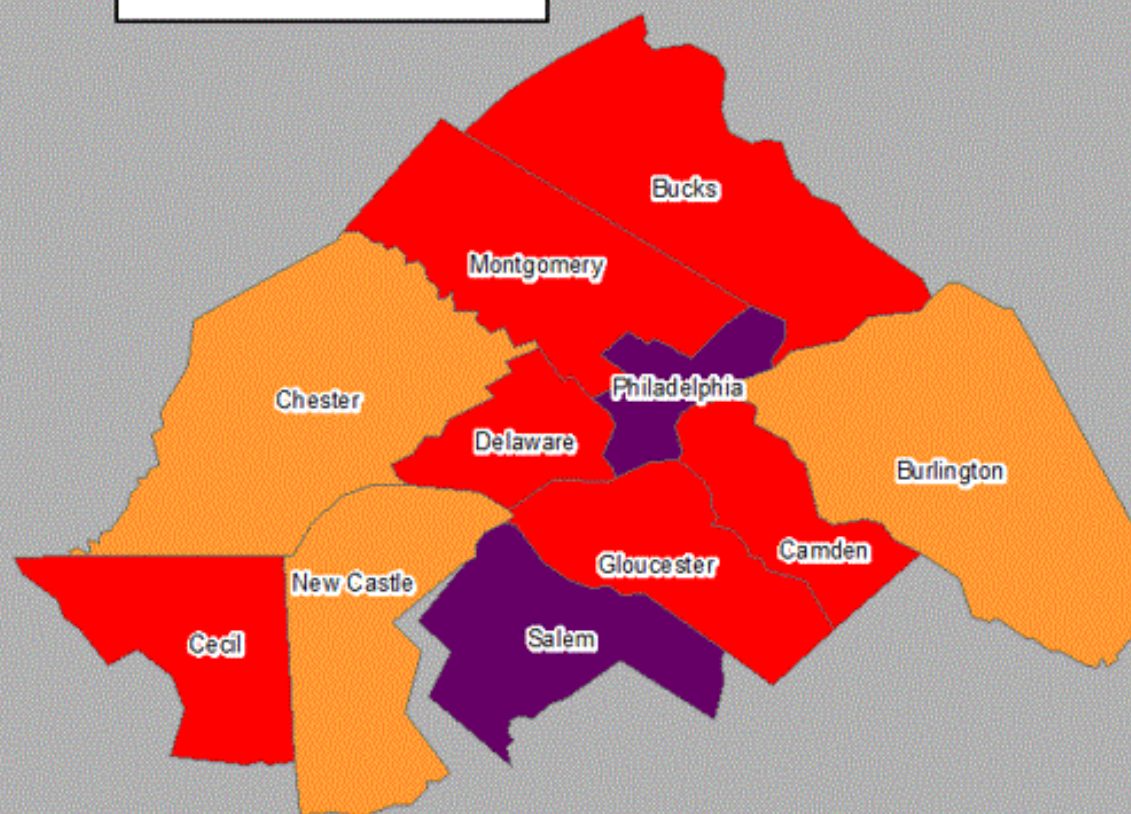 Bucks
Montgomery
Philadelphia
Chester
Delaware
Burlington
Camden
Gloucester
New Castle
Salem
Cecil